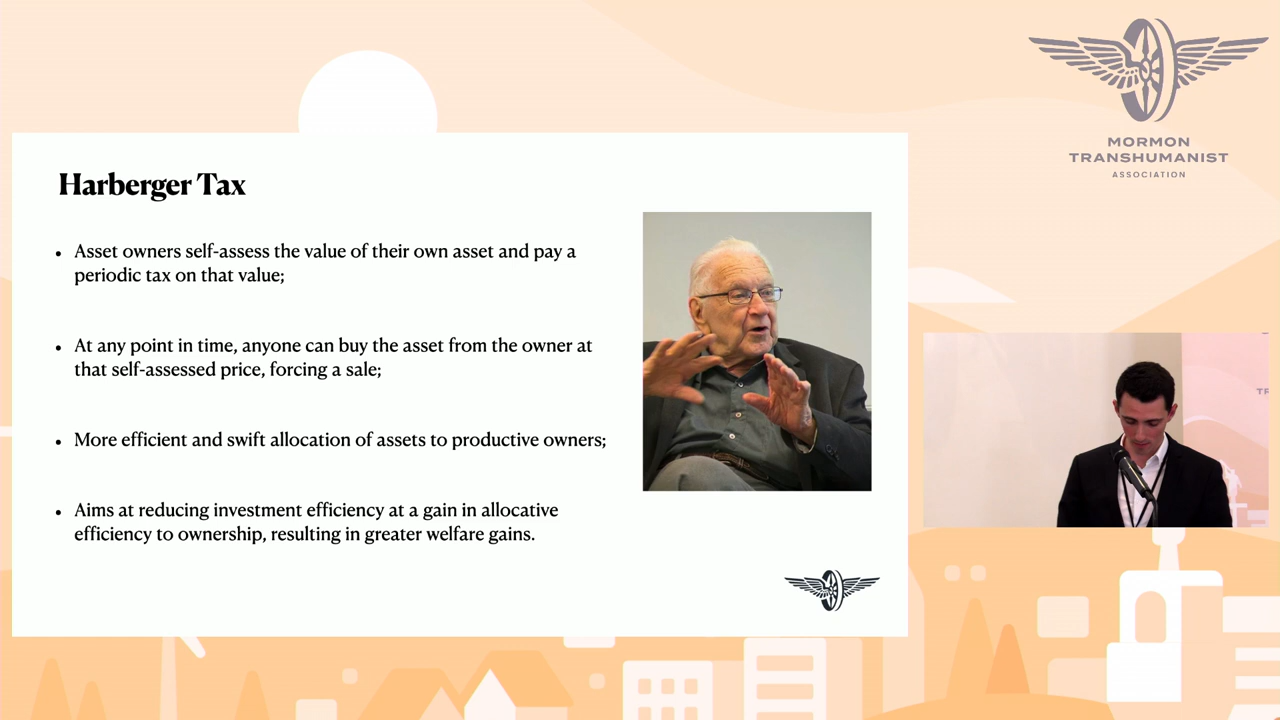 MORMON
TRANSHUMANIST
ASSOCIATION
Harberger Tax
• Asset owners self-assess the value of their own asset and pay a
periodic tax on that value;
• At any point in time, anyone can buy the asset from the owner at
that self-assessed price, forcing a sale;
• More efficient and swift allocation of assets to productive owners;
• Aims at reducing investment efficiency at a gain in allocative
efficiency to ownership, resulting in greater welfare gains.